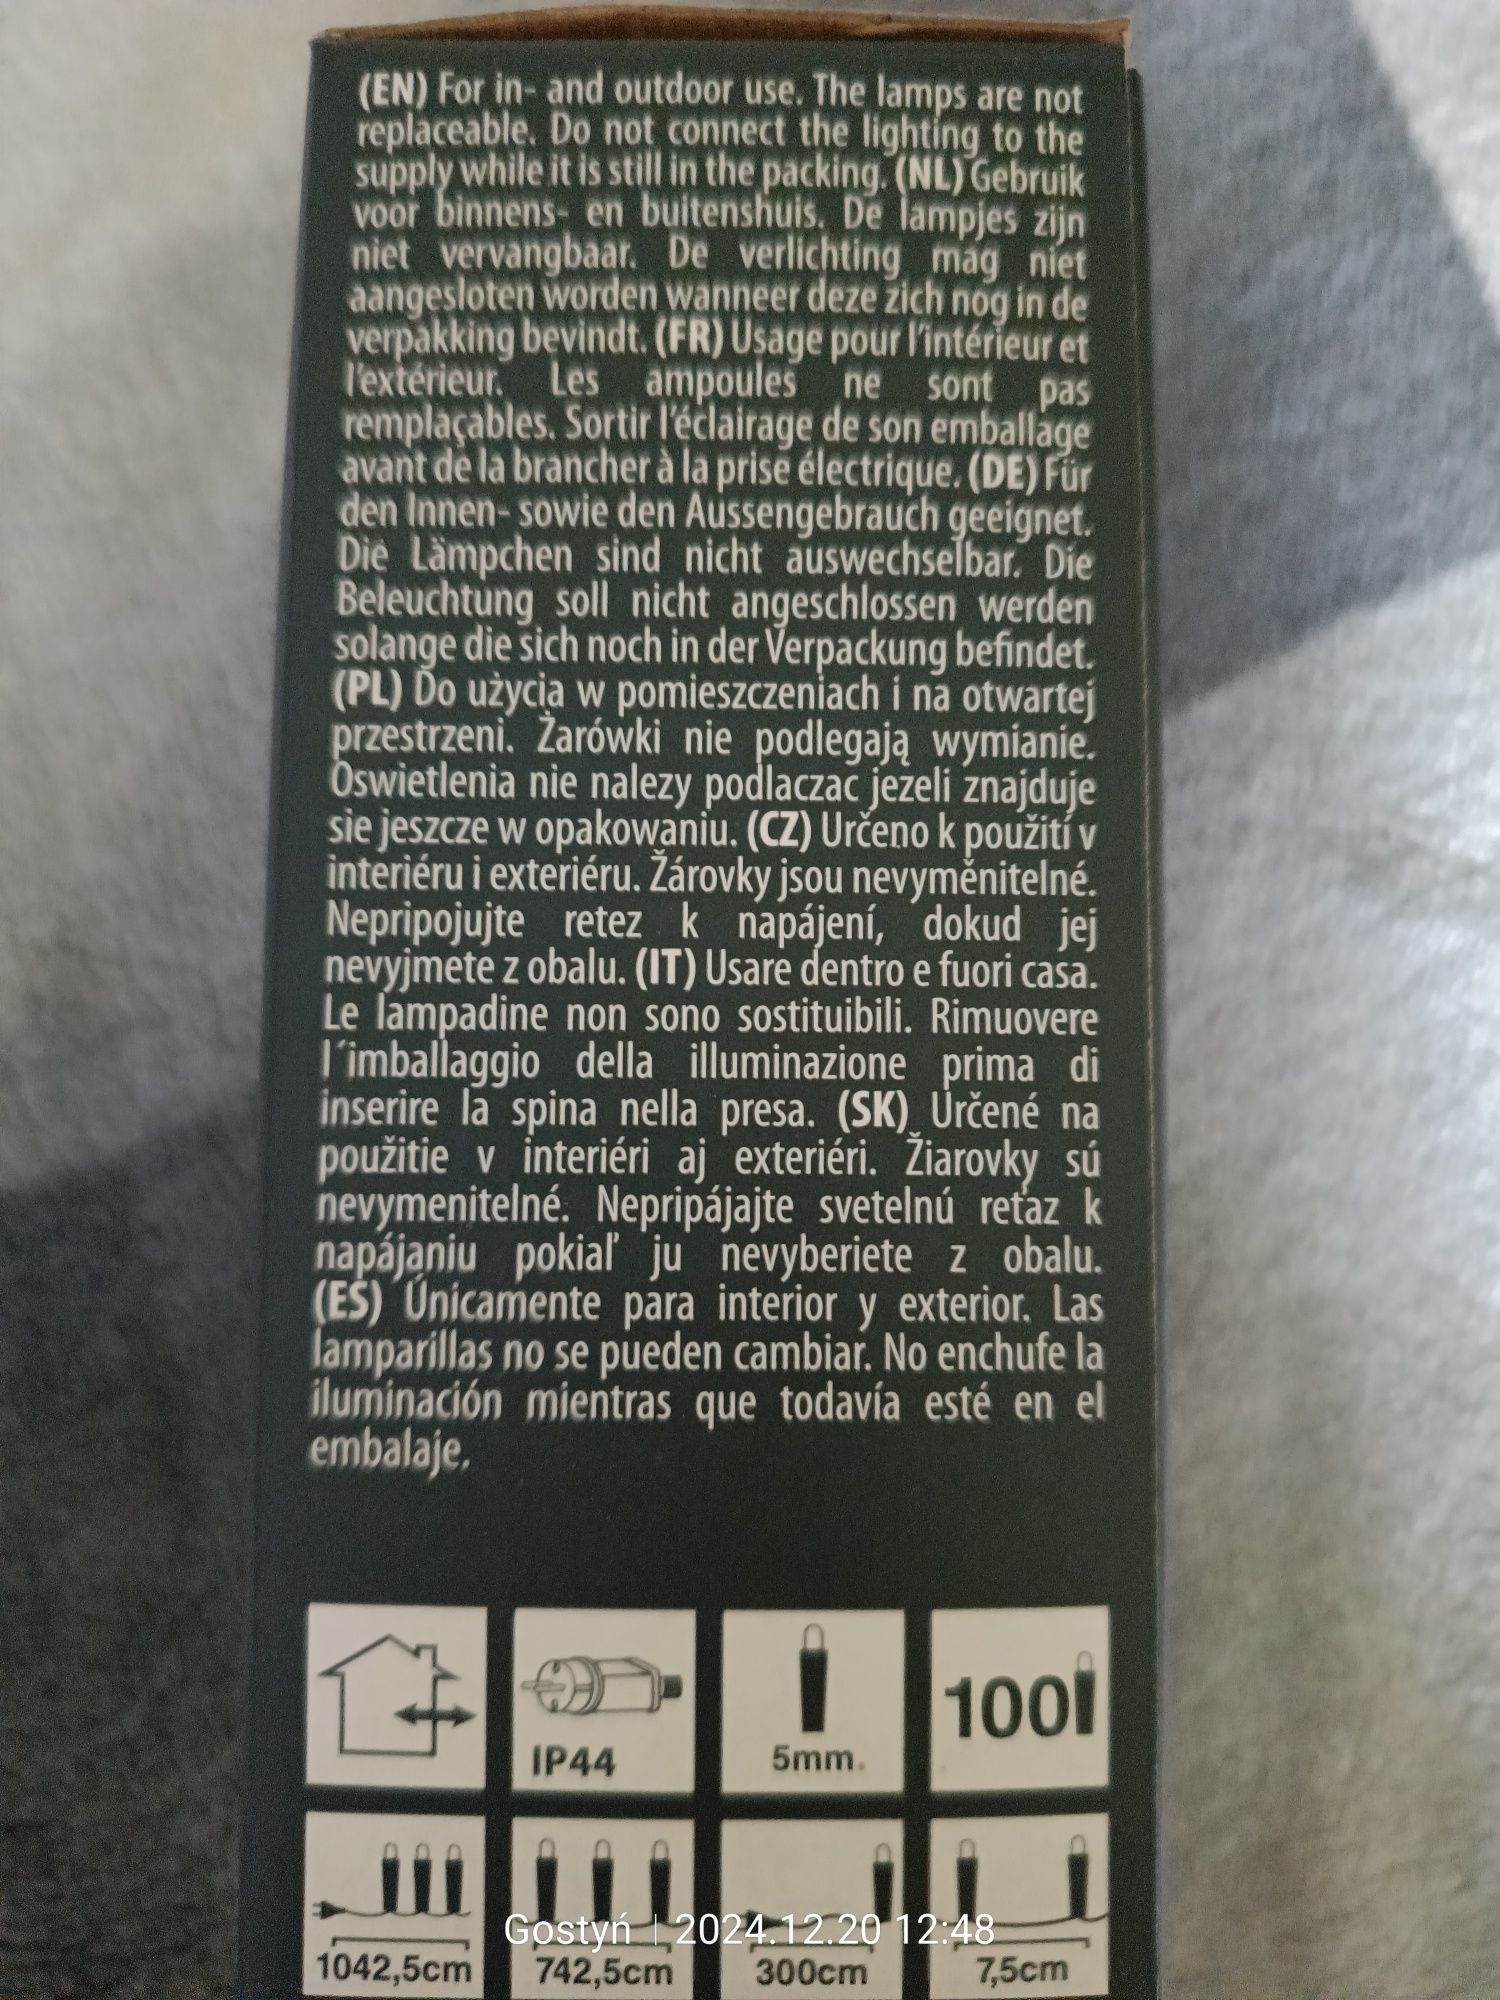 (EN) For in- and outdoor use. The lamps are not
replaceable. Do not connect the lighting to the
supply while it is still in the packing. (NL) Gebruik
voor binnens- en buitenshuis. De lampjes zijn
niet vervangbaar. De verlichting mag niet
aangesloten worden wanneer deze zich nog in de
verpakking bevindt. (FR) Usage pour l'intérieur et
l'extérieur. Les ampoules ne sont pas
remplaçables. Sortir l'éclairage de son emballage
avant de la brancher à la prise électrique. (DE) Für
den Innen- sowie den Aussengebrauch geeignet.
Die Lämpchen sind nicht auswechselbar. Die
Beleuchtung soll nicht angeschlossen werden
solange die sich noch in der Verpackung befindet.
(PL) Do użycia w pomieszczeniach i na otwartej
przestrzeni. Żarówki nie podlegają wymianie.
Oswietlenia nie nalezy podlaczac jezeli znajduje
sie jeszcze w opakowaniu. (CZ) Určeno k použití v
interiéru i exteriéru. Žárovky jsou nevyměnitelné.
Nepripojujte retez k napájení, dokud jej
nevyjmete z obalu. (IT) Usare dentro e fuori casa.
Le lampadine non sono sostituibili. Rimuovere
l´imballaggio della illuminazione prima di
inserire la spina nella presa. (SK) Určené na
použitie v interiéri aj exteriéri. Žiarovky sú
nevymenitelné. Nepripájajte svetelnú reťaz k
napájaniu pokiaľ ju nevyberiete z obalu.
(ES) Únicamente para interior y exterior. Las
lamparillas no se pueden cambiar. No enchufe la
iluminación mientras que todavía esté en el
embalaje.
IP44
5mm.
100
1042,5cm
742,5cm
300cm
7,5cm
Gostyń | 2024.12.20 12:48